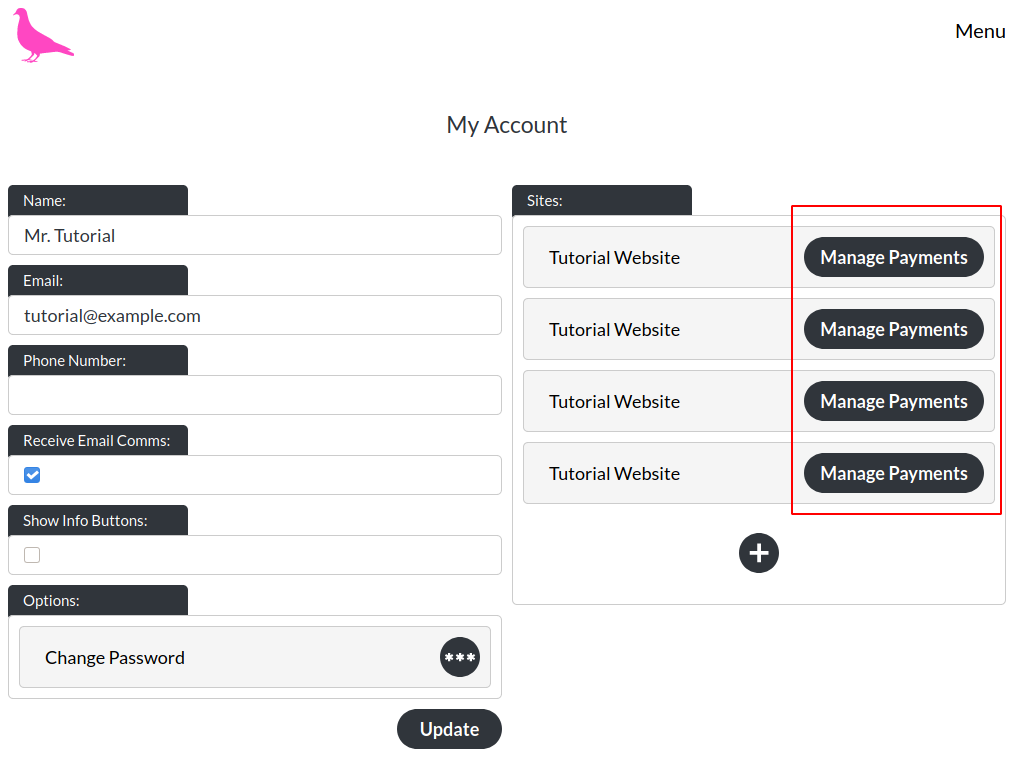 Menu
My Account
Name:
Mr. Tutorial
Email:
tutorial@example.com
Phone Number:
Receive Email Comms:
Show Info Buttons:
Options:
Change Password
***
Update
Sites:
Tutorial Website Manage Payments
Tutorial Website Manage Payments
Tutorial Website Manage Payments
Tutorial Website Manage Payments
+